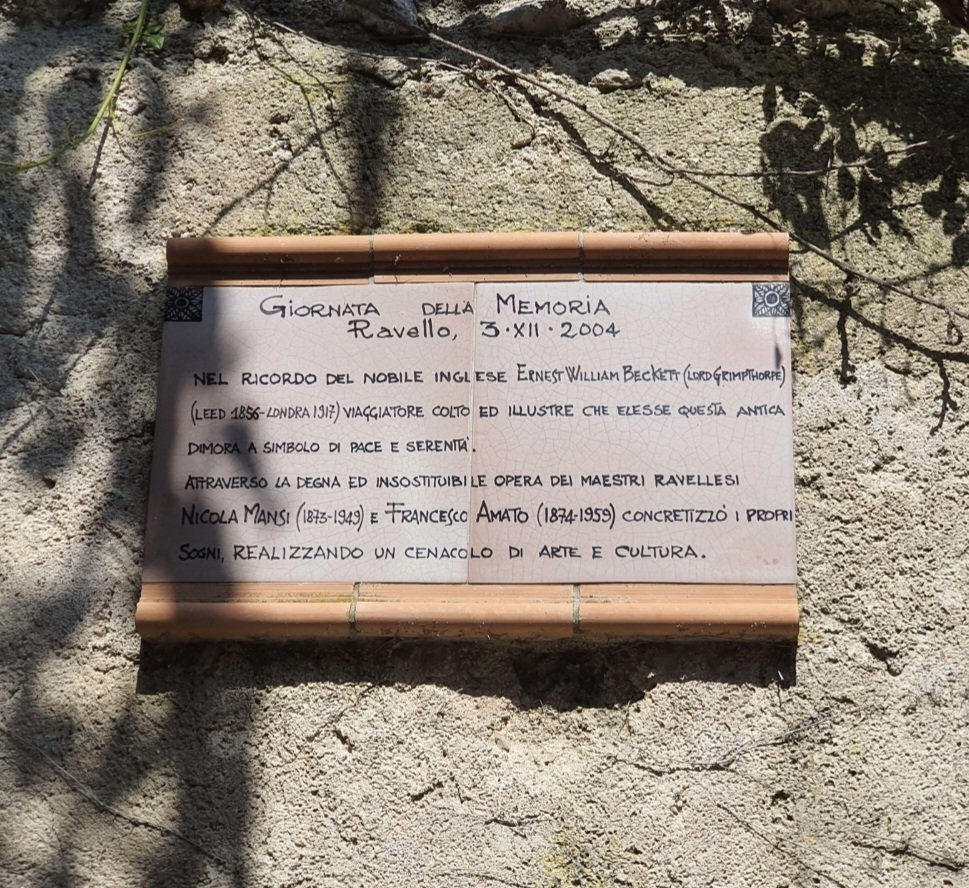 Giornata della Memoria
Ravello, 3·XII·2004
nel ricordo del nobile inglese Ernest William Beckett (Lord Grimpthorpe)
(Leed 1856-Londra 1917) viaggiatore colto ed illustre che elesse questa antica
dimora a simbolo di pace e serenità.
Attraverso la degna ed insostituibile opera dei maestri ravellesi
Nicola Mansi (1873-1949) e Francesco Amato (1874-1959) concretizzò i propri
sogni, realizzando un cenacolo di arte e cultura.